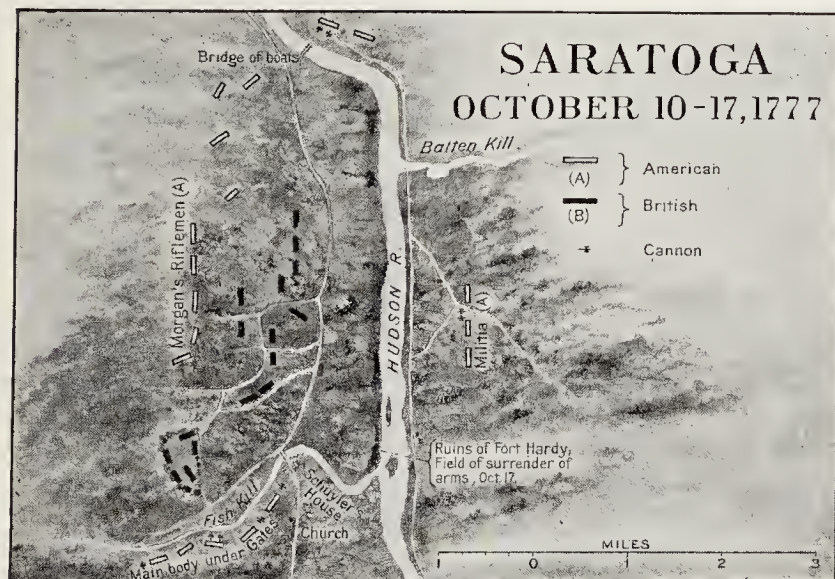 SARATOGA
OCTOBER 10-17, 1777
Bridge of boats
Batten Kill
(A) } American
(B) } British
Cannon
Morgan's Riflemen (A)
HUDSON R.
Militia (A)
Ruins of Fort Hardy,
Field of surrender of
arms, Oct. 17.
Fish Kill
Schuyler
House
Church
Main body under Gates
MILES
1 0 1 2 3